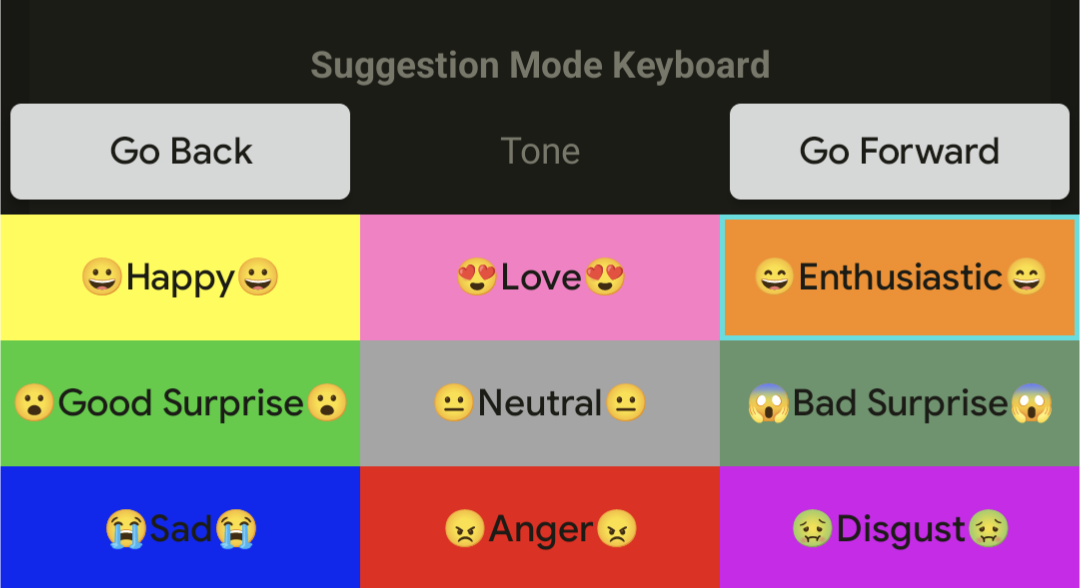 Suggestion Mode Keyboard
Go Back
Tone
Go Forward
😀Happy😀
😍Love😍
😄Enthusiastic😄
😮Good Surprise😮
😐Neutral😐
😱Bad Surprise😱
😭Sad😭
😠Anger😠
🤢Disgust🤢